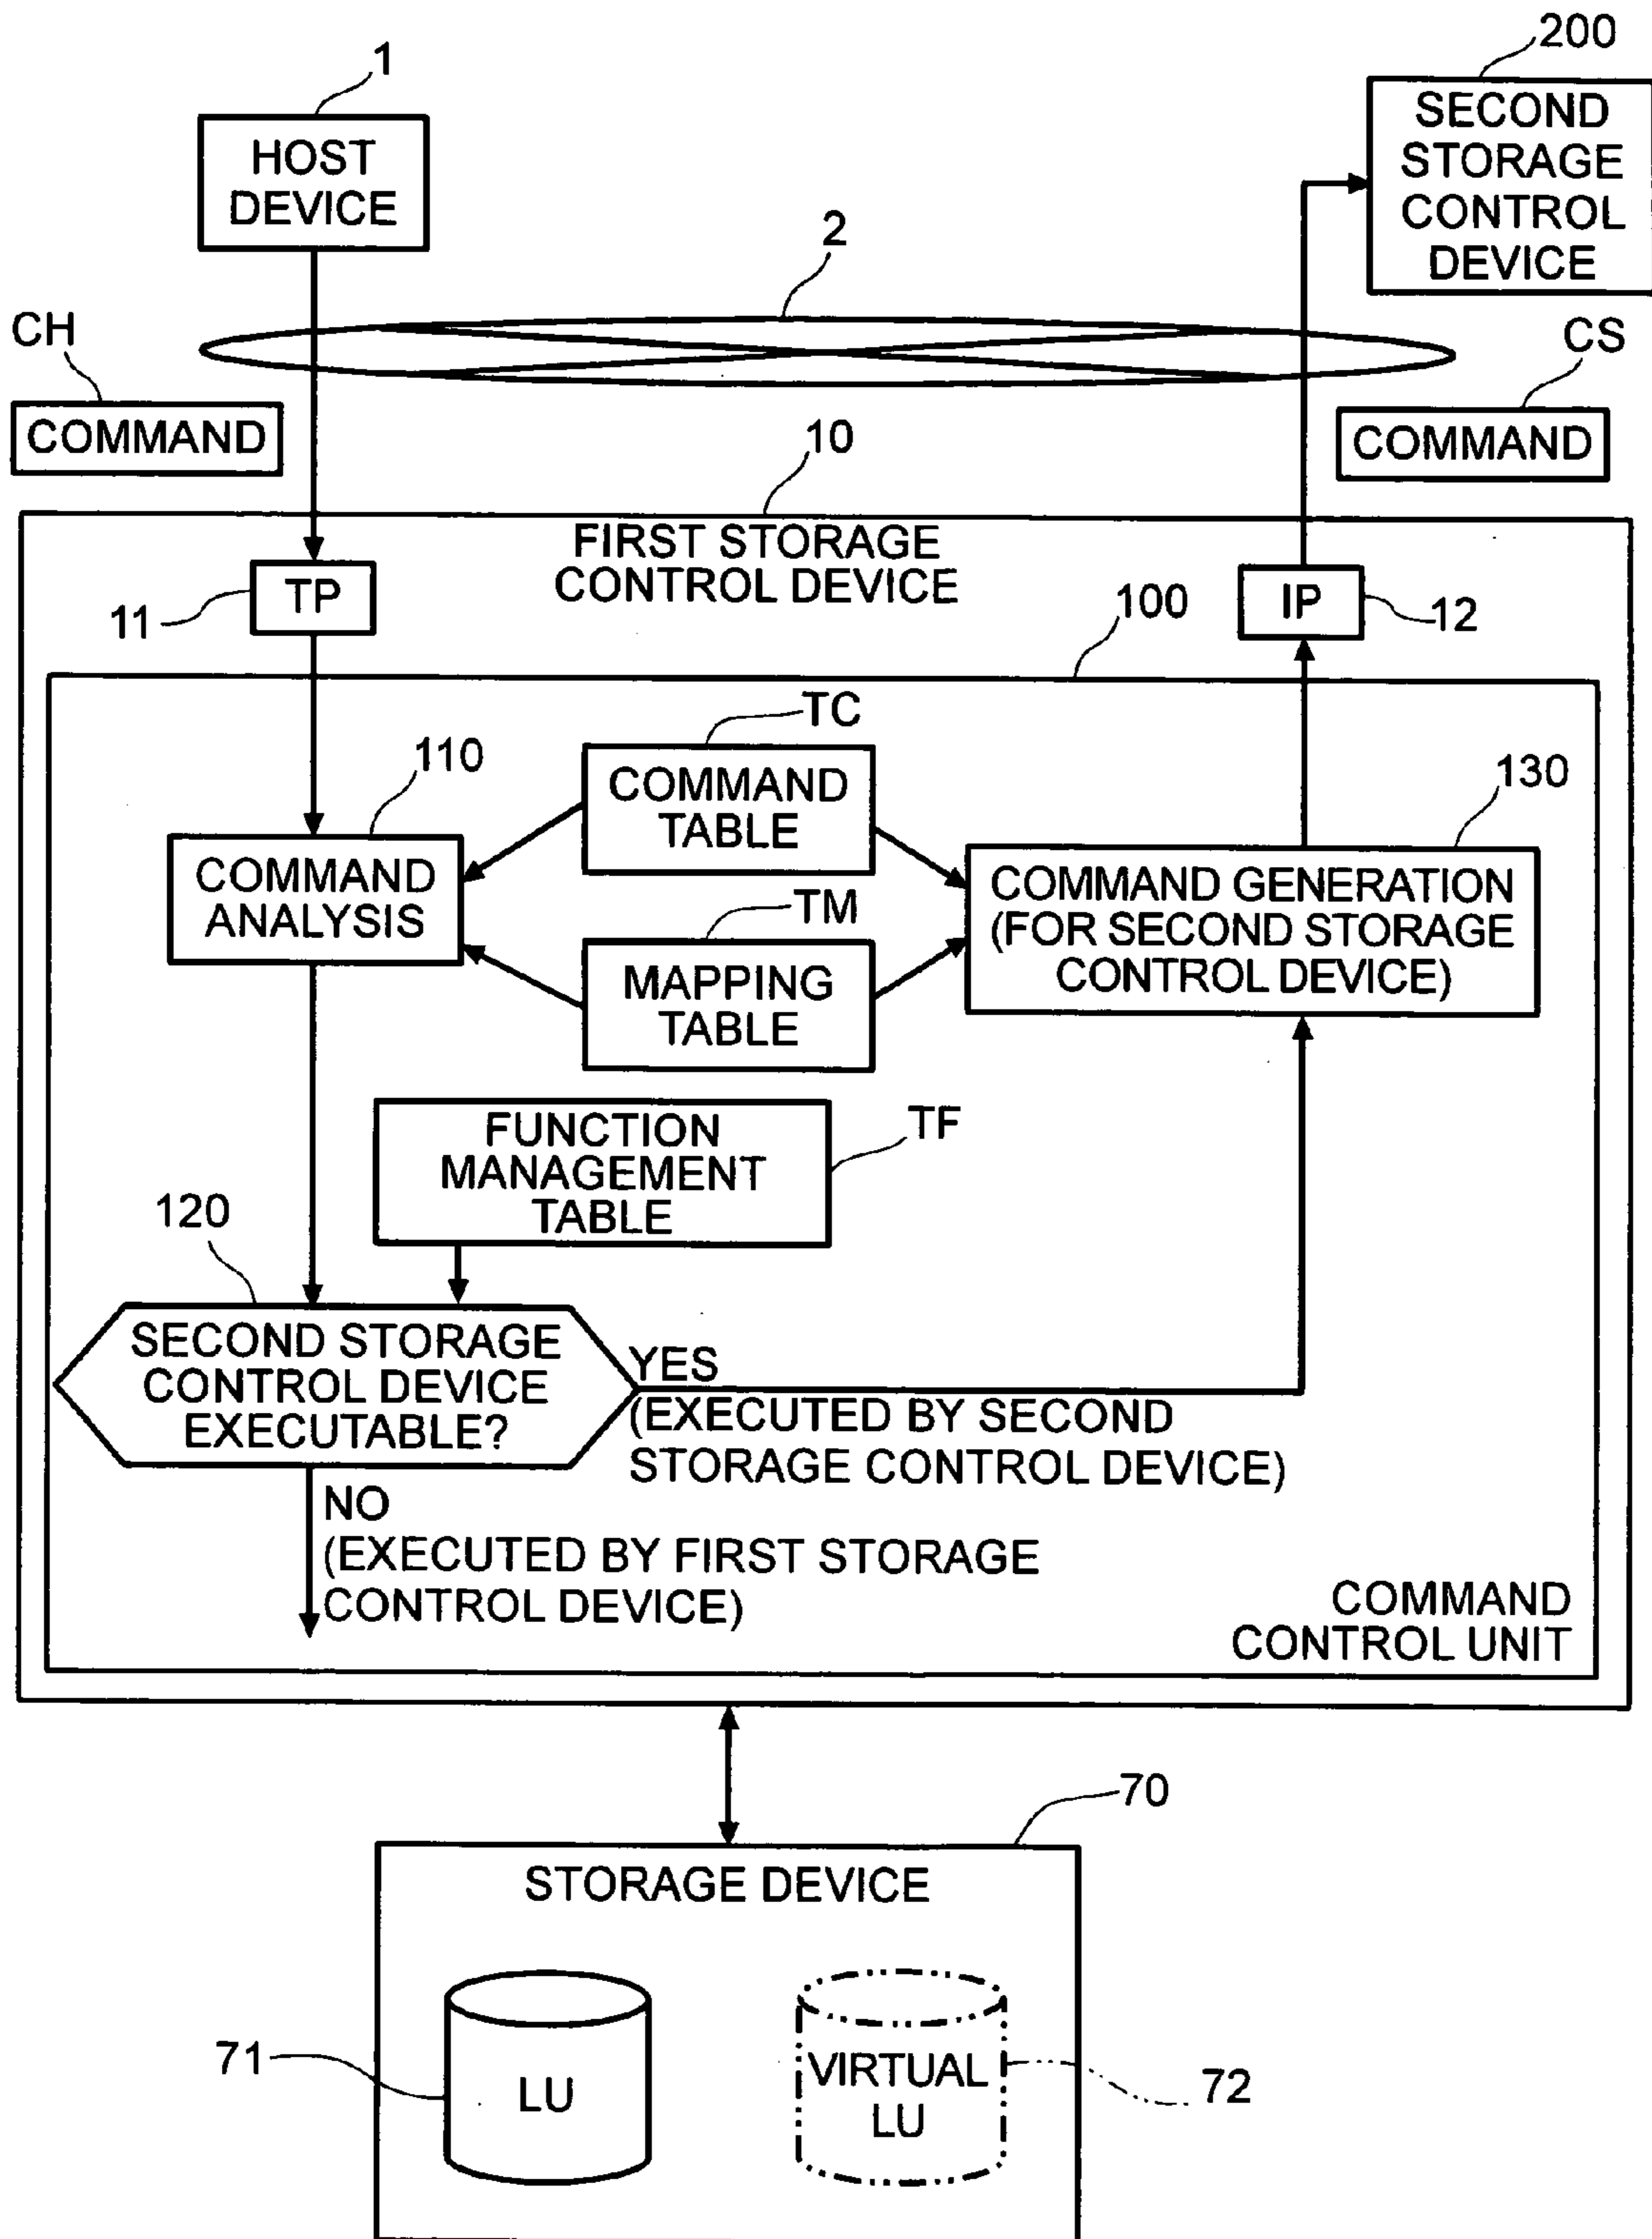 1
200
HOST
DEVICE
SECOND
STORAGE
CONTROL
DEVICE
2
CH
COMMAND
CS
COMMAND
10
FIRST STORAGE
CONTROL DEVICE
11
TP
IP
12
100
TC
COMMAND
TABLE
110
COMMAND
ANALYSIS
TM
MAPPING
TABLE
130
COMMAND GENERATION
(FOR SECOND STORAGE
CONTROL DEVICE)
FUNCTION
MANAGEMENT
TABLE
TF
120
SECOND STORAGE
CONTROL DEVICE
EXECUTABLE?
YES
(EXECUTED BY SECOND
STORAGE CONTROL DEVICE)
NO
(EXECUTED BY FIRST STORAGE
CONTROL DEVICE)
COMMAND
CONTROL UNIT
70
STORAGE DEVICE
71
LU
VIRTUAL
LU
72